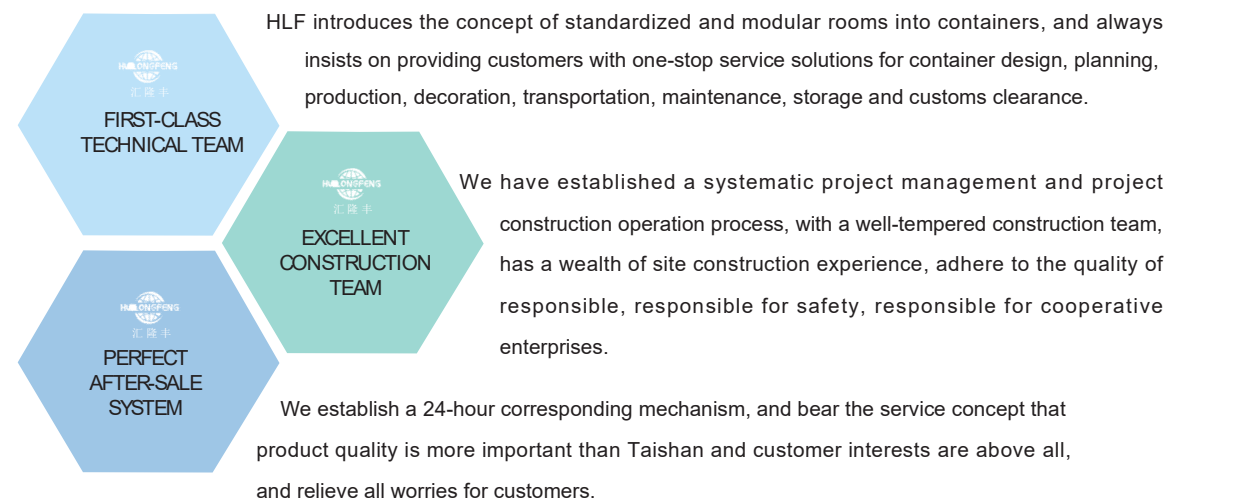 HUILONGFENG
汇隆丰
FIRST-CLASS
TECHNICAL TEAM
HLF introduces the concept of standardized and modular rooms into containers, and always
insists on providing customers with one-stop service solutions for container design, planning,
production, decoration, transportation, maintenance, storage and customs clearance.
HUILONGFENG
汇隆丰
EXCELLENT
CONSTRUCTION
TEAM
We have established a systematic project management and project
construction operation process, with a well-tempered construction team,
has a wealth of site construction experience, adhere to the quality of
responsible, responsible for safety, responsible for cooperative
enterprises.
HUILONGFENG
汇隆丰
PERFECT
AFTER-SALE
SYSTEM
We establish a 24-hour corresponding mechanism, and bear the service concept that
product quality is more important than Taishan and customer interests are above all,
and relieve all worries for customers.